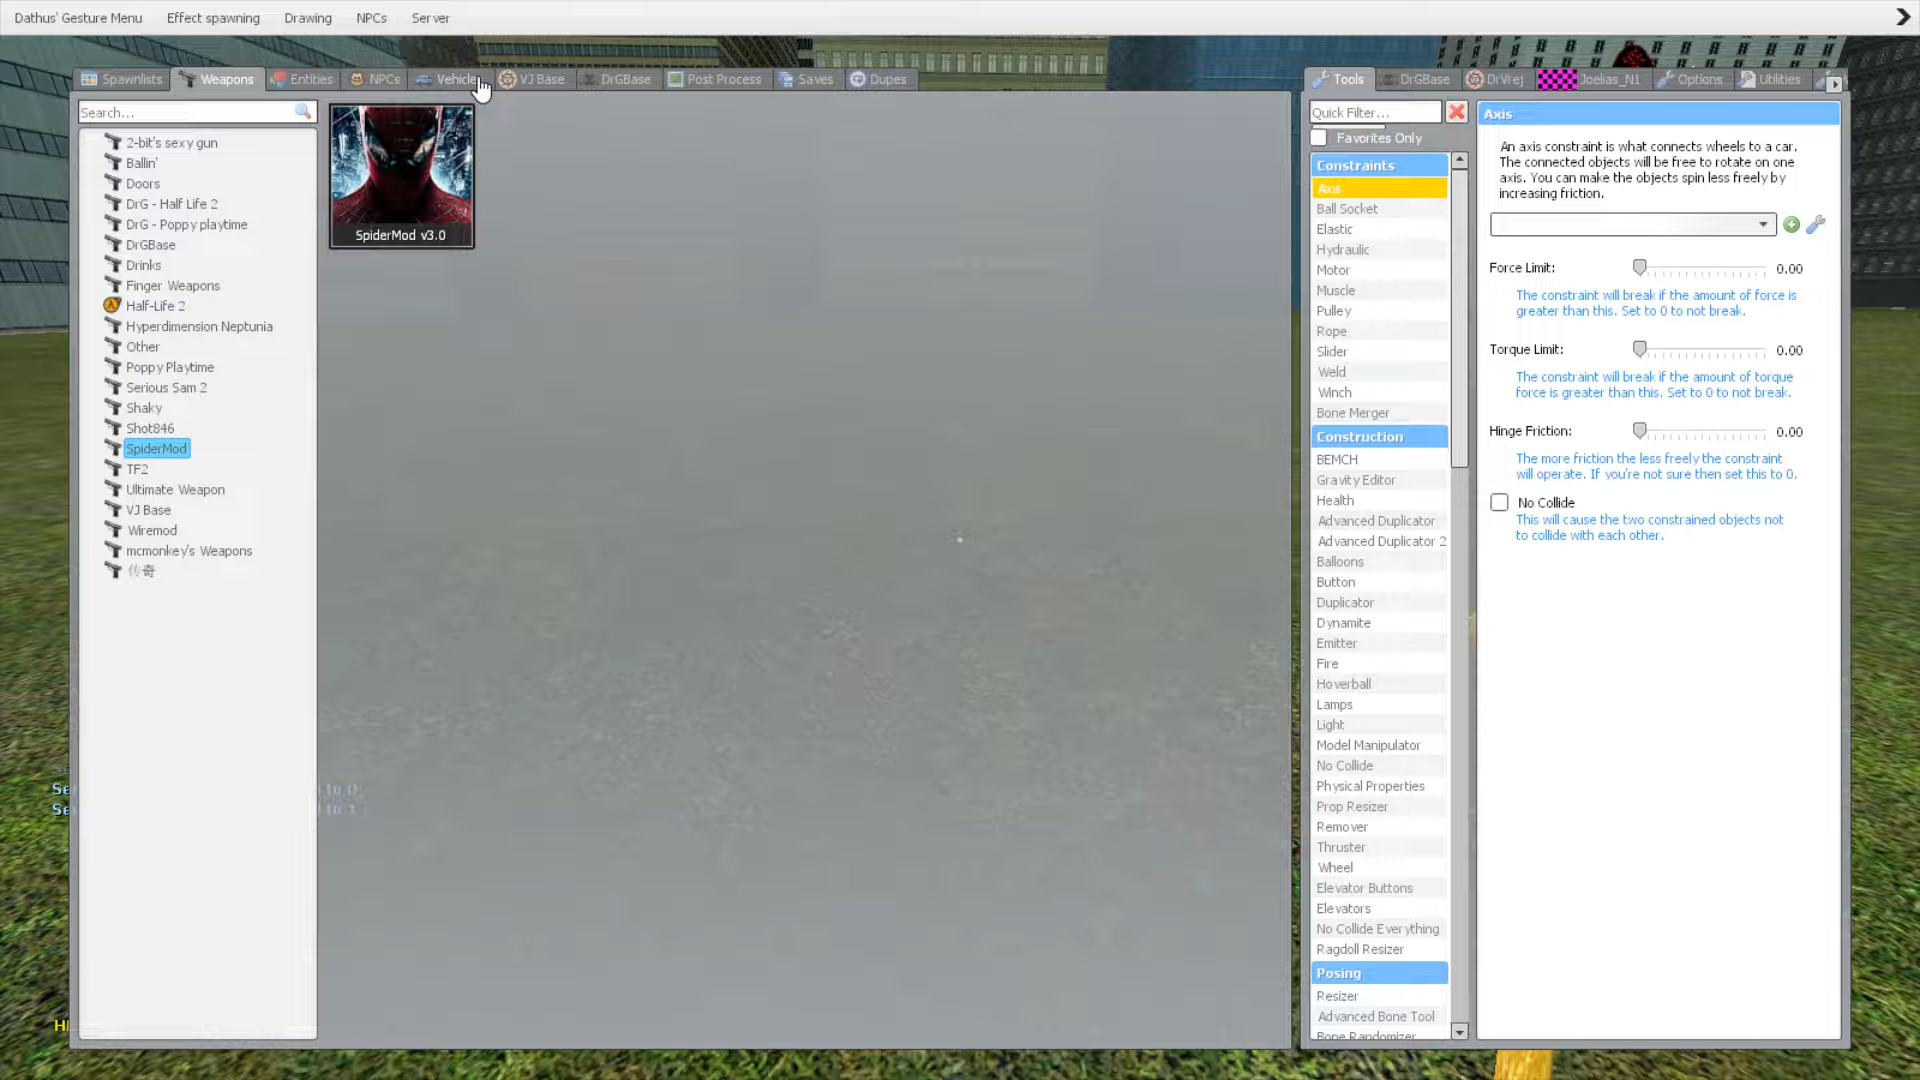 Dathus' Gesture Menu Effect spawning Drawing NPCs Server
Spawnlists Weapons Entities NPCs Vehicle VJ Base DrGBase Post Process Saves Dupes
Search...
2-bit's sexy gun
Ballin'
Doors
DrG - Half Life 2
DrG - Poppy playtime
DrGBase
Drinks
Finger Weapons
Half-Life 2
Hyperdimension Neptunia
Other
Poppy Playtime
Serious Sam 2
Shaky
Shot846
SpiderMod
TF2
Ultimate Weapon
VJ Base
Wiremod
mcmonkey's Weapons
传奇
SpiderMod v3.0
to 0
to 1
Tools DrGBase DrVrej Joelias_N1 Options Utilities
Quick Filter...
Favorites Only
Constraints
Axis
Ball Socket
Elastic
Hydraulic
Motor
Muscle
Pulley
Rope
Slider
Weld
Winch
Bone Merger
Construction
BEMCH
Gravity Editor
Health
Advanced Duplicator
Advanced Duplicator 2
Balloons
Button
Duplicator
Dynamite
Emitter
Fire
Hoverball
Lamps
Light
Model Manipulator
No Collide
Physical Properties
Prop Resizer
Remover
Thruster
Wheel
Elevator Buttons
Elevators
No Collide Everything
Ragdoll Resizer
Posing
Resizer
Advanced Bone Tool
Bone Randomizer
Axis
An axis constraint is what connects wheels to a car.
The connected objects will be free to rotate on one
axis. You can make the objects spin less freely by
increasing friction.
Force Limit: 0.00
The constraint will break if the amount of force is
greater than this. Set to 0 to not break.
Torque Limit: 0.00
The constraint will break if the amount of torque
force is greater than this. Set to 0 to not break.
Hinge Friction: 0.00
The more friction the less freely the constraint
will operate. If you're not sure then set this to 0.
No Collide
This will cause the two constrained objects not
to collide with each other.